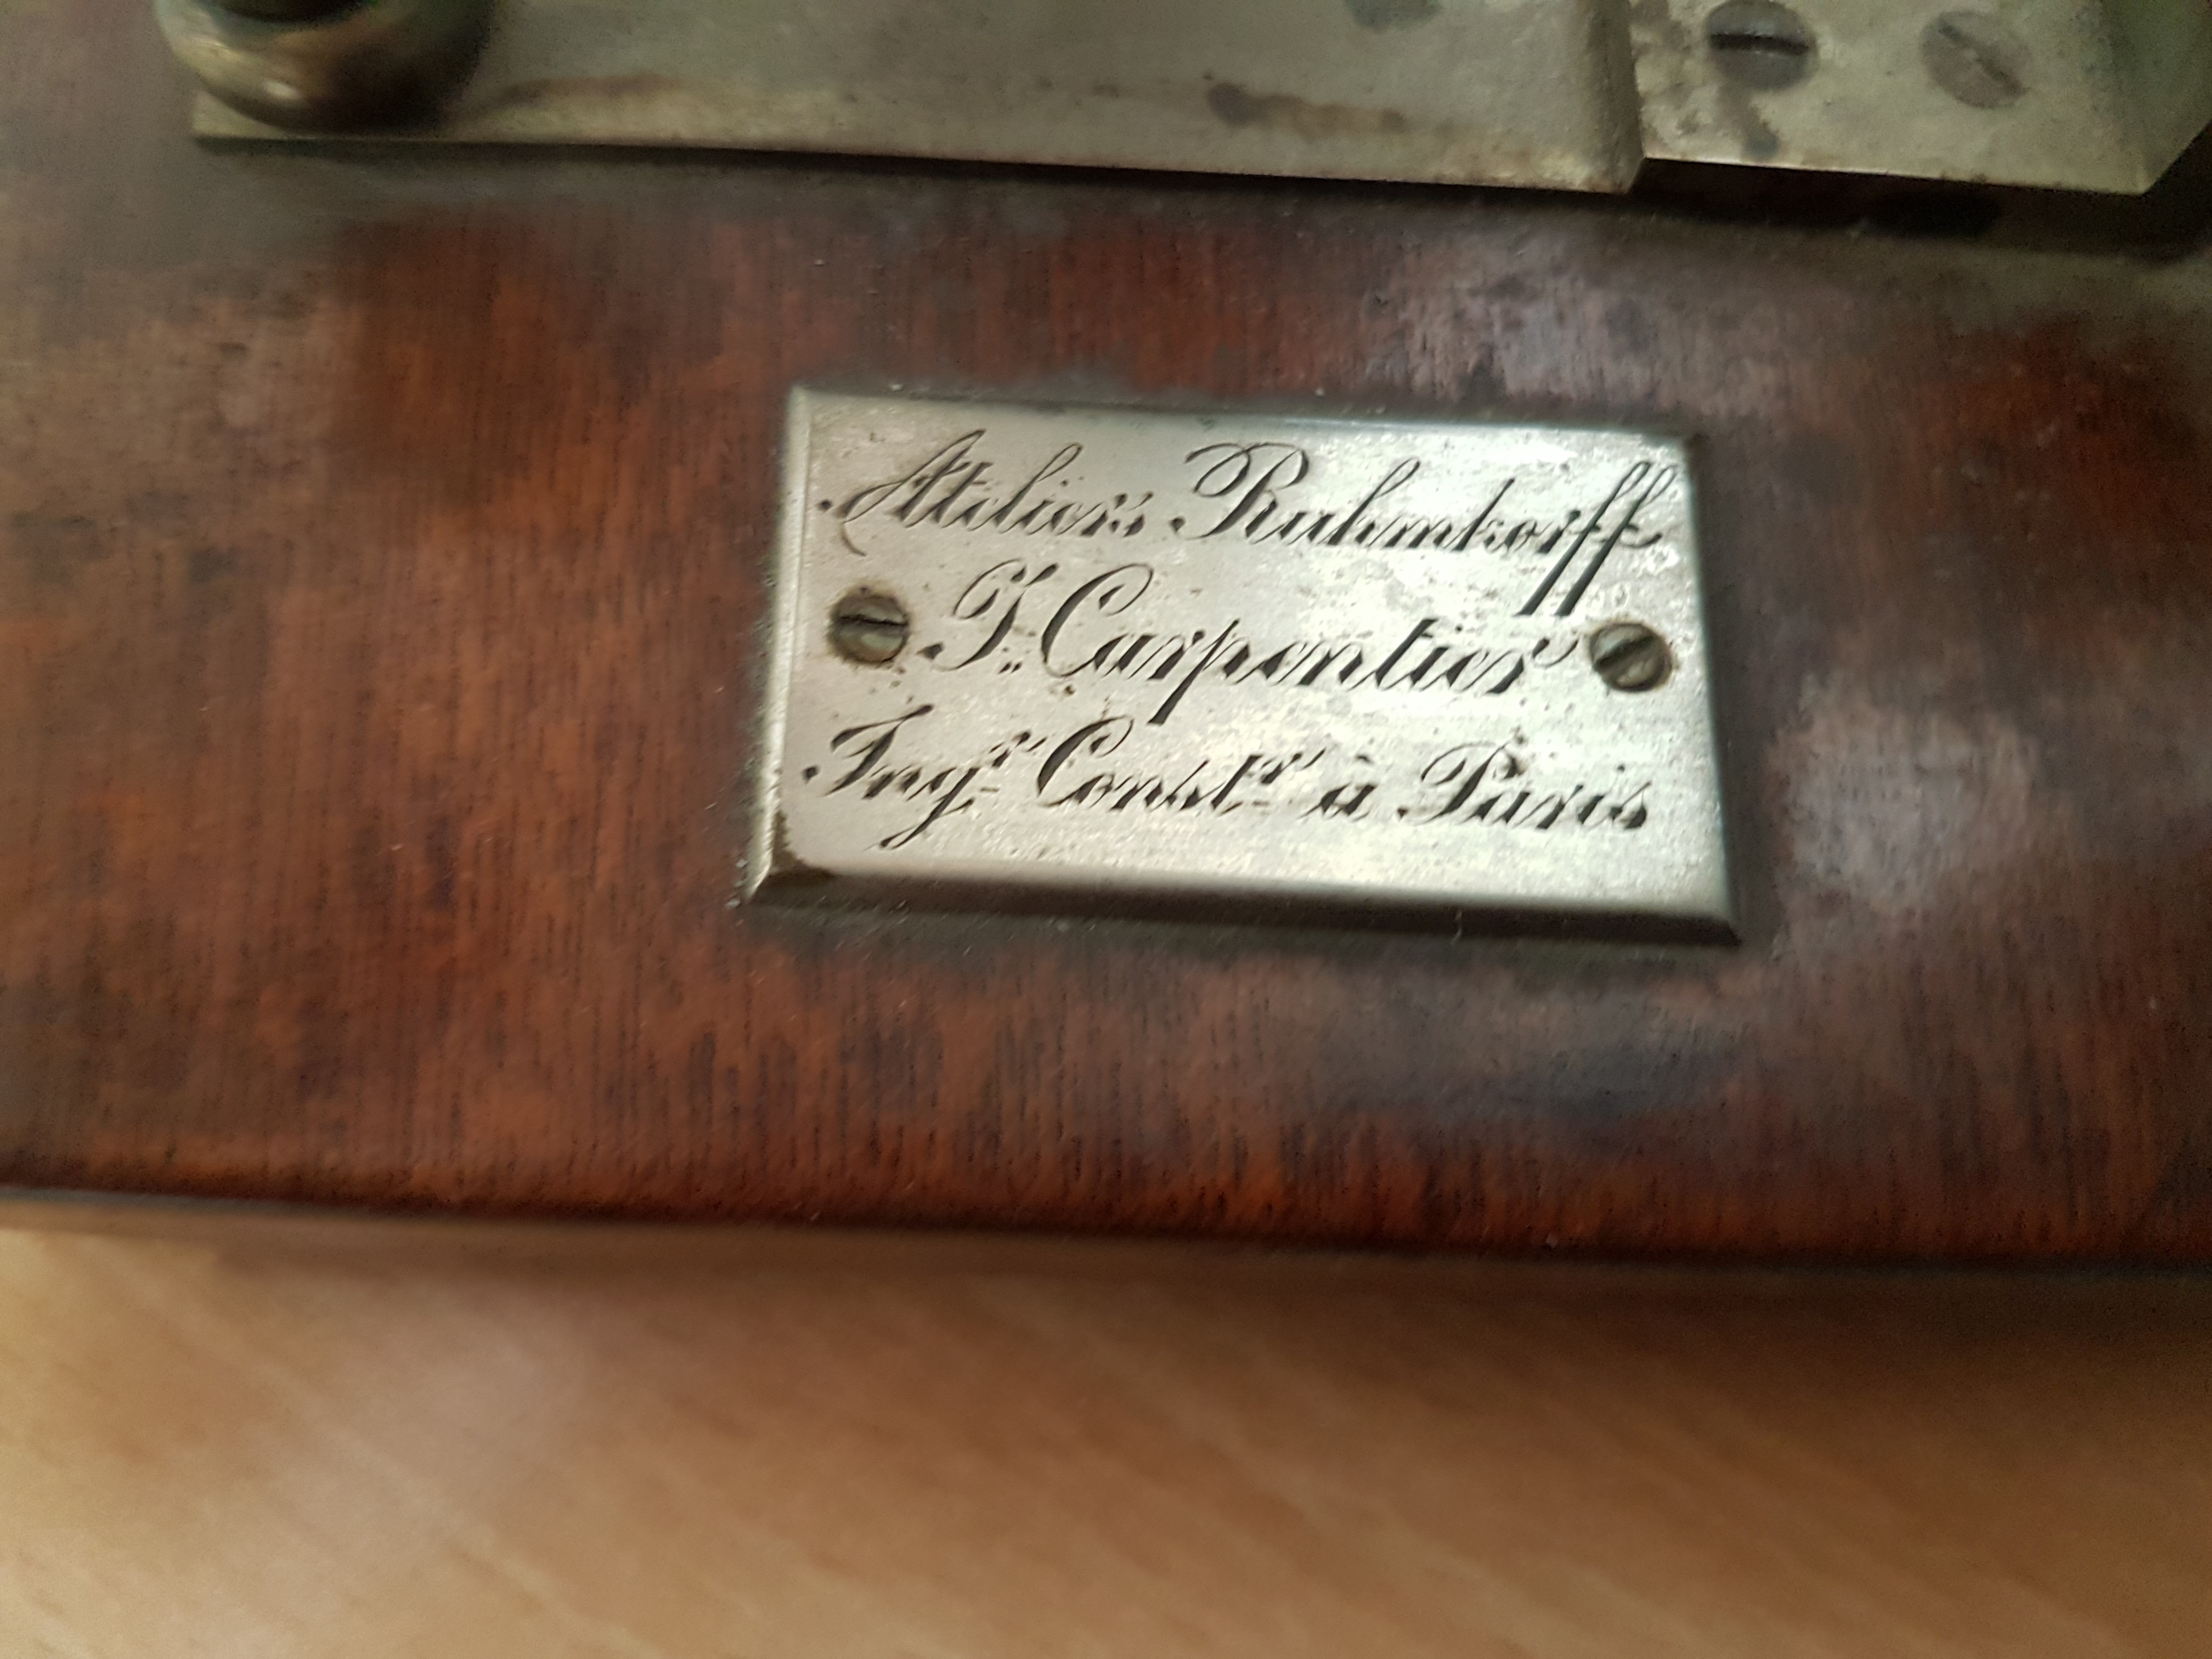 Ateliers Ruhmkorff
J. Carpentier
Ingr Constr à Paris